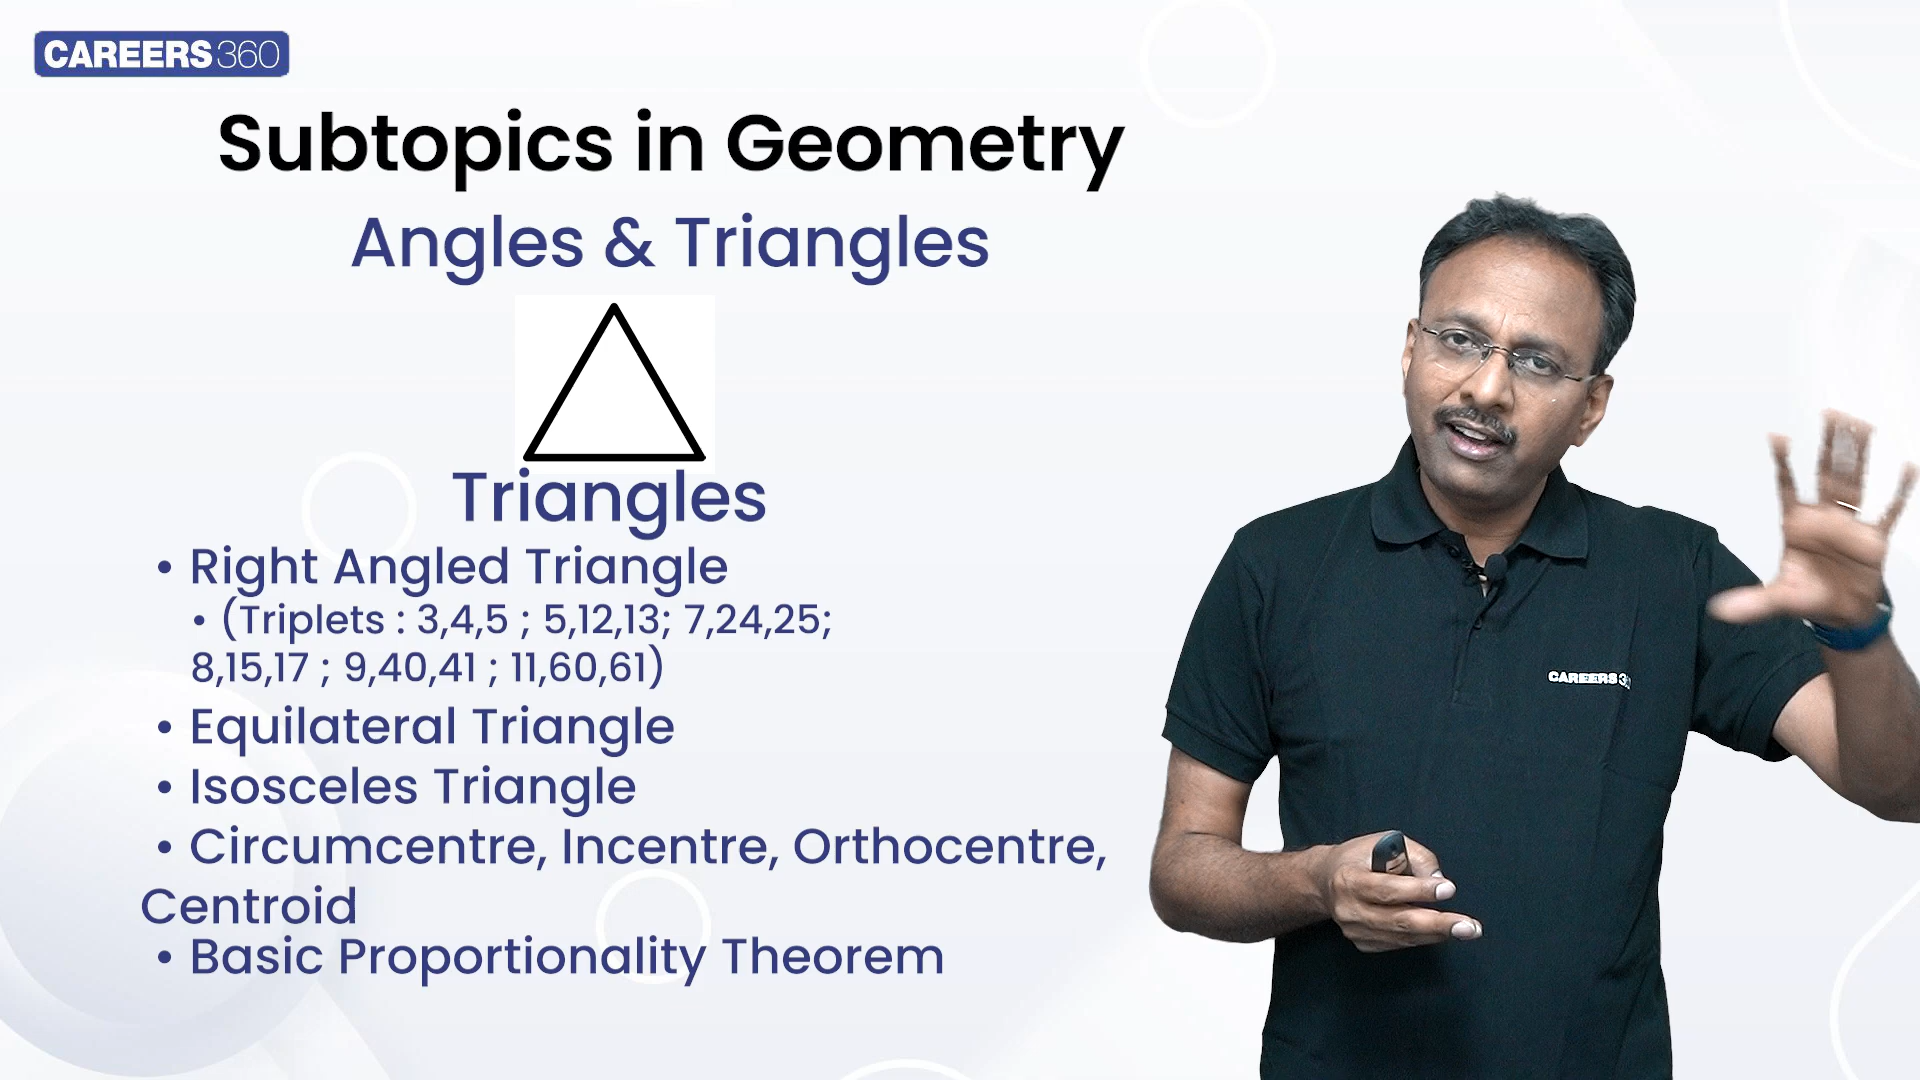 CAREERS360
Subtopics in Geometry
Angles & Triangles
Triangles
• Right Angled Triangle
• (Triplets : 3,4,5 ; 5,12,13; 7,24,25;
8,15,17 ; 9,40,41 ; 11,60,61)
• Equilateral Triangle
• Isosceles Triangle
• Circumcentre, Incentre, Orthocentre,
Centroid
• Basic Proportionality Theorem
CAREERS